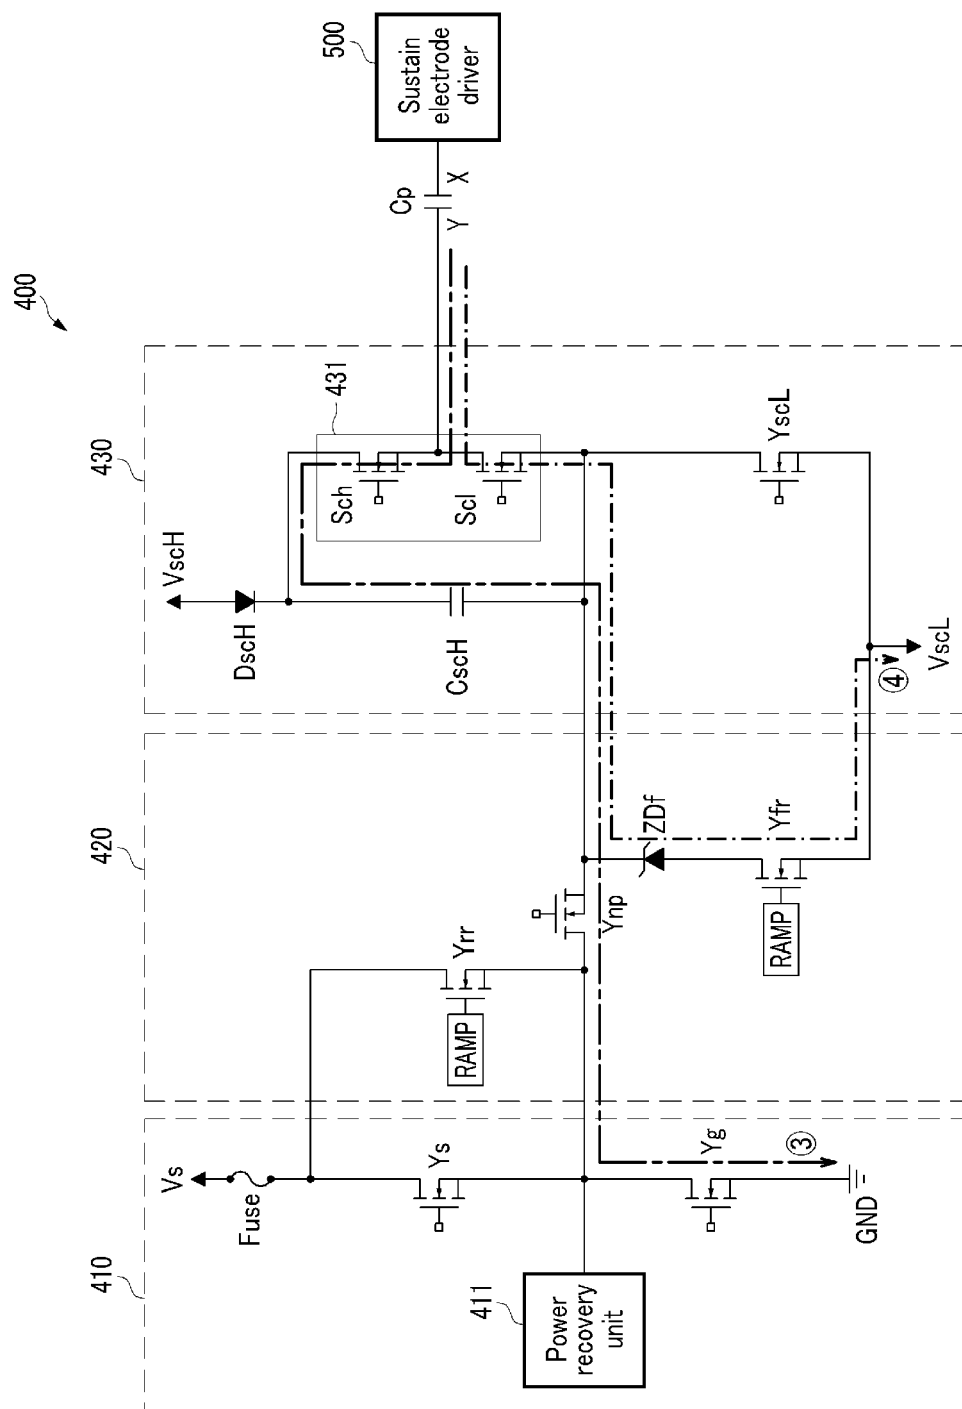 400
410
420
430
Vs
Fuse
Ys
Yg
GND
③
411
Power
recovery
unit
Yrr
RAMP
Ynp
ZDf
Yfr
RAMP
VscH
DscH
CscH
431
Sch
Scl
YscL
VscL
④
Y
Cp
X
500
Sustain
electrode
driver